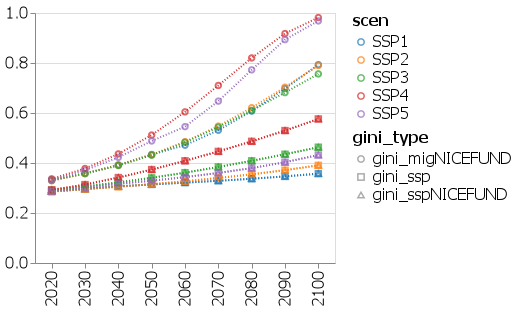 1.0
0.8
0.6
0.4
0.2
0.0
2020
2030
2040
2050
2060
2070
2080
2090
2100
scen
SSP1
SSP2
SSP3
SSP4
SSP5
gini_type
gini_migNICEFUND
gini_ssp
gini_sspNICEFUND